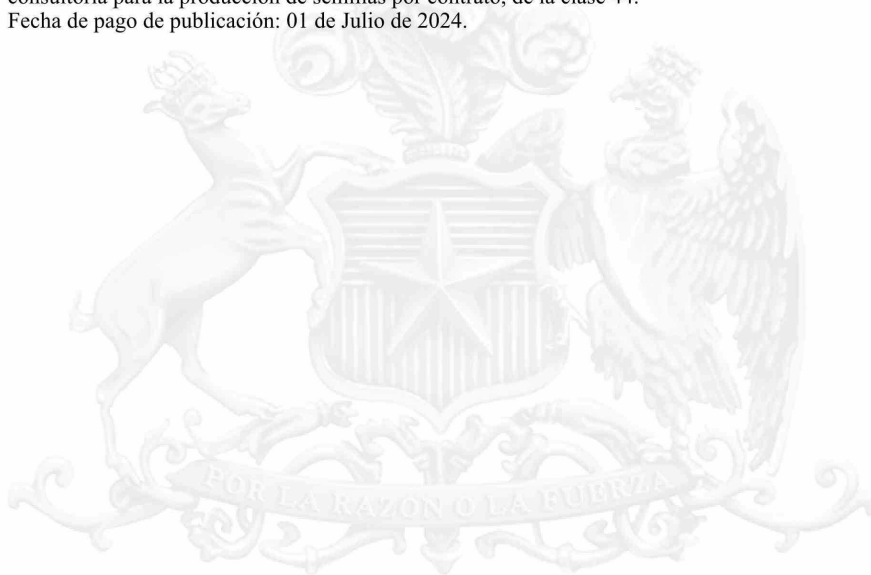 consultoría para la producción de semillas por contrato, de la clase 44.
Fecha de pago de publicación: 01 de Julio de 2024.
POR LA RAZÓN O LA FUERZA